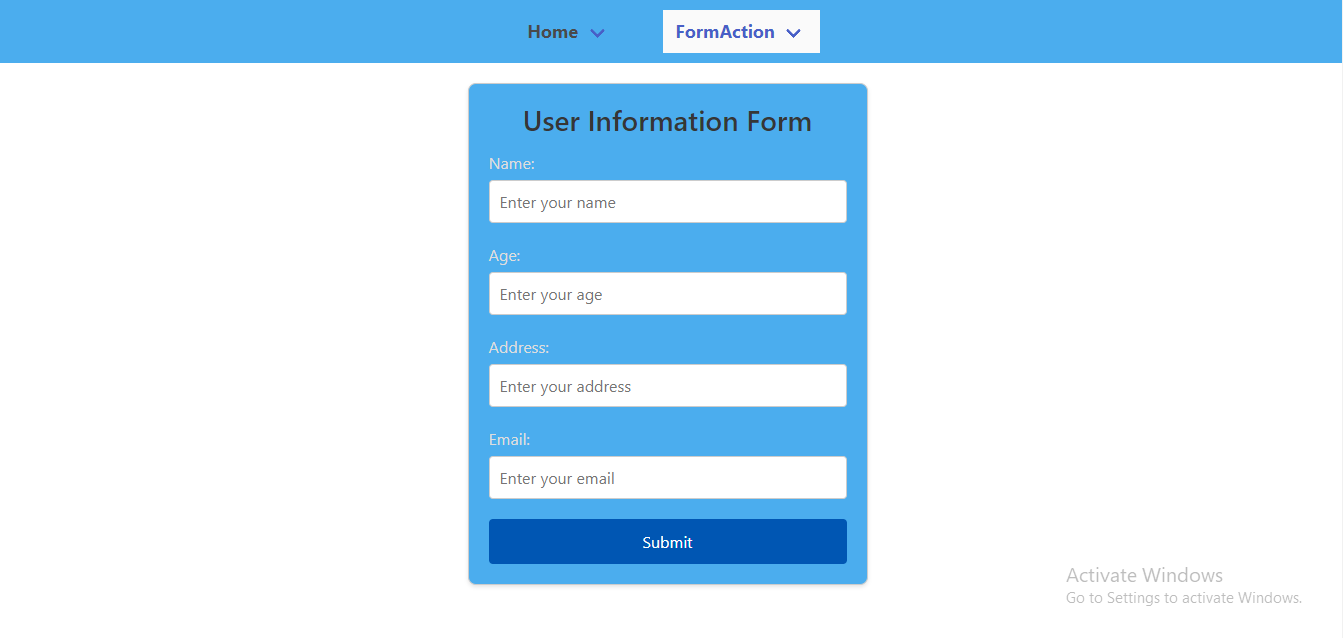 Home FormAction
User Information Form
Name:
Enter your name
Age:
Enter your age
Address:
Enter your address
Email:
Enter your email
Submit
Activate Windows
Go to Settings to activate Windows.